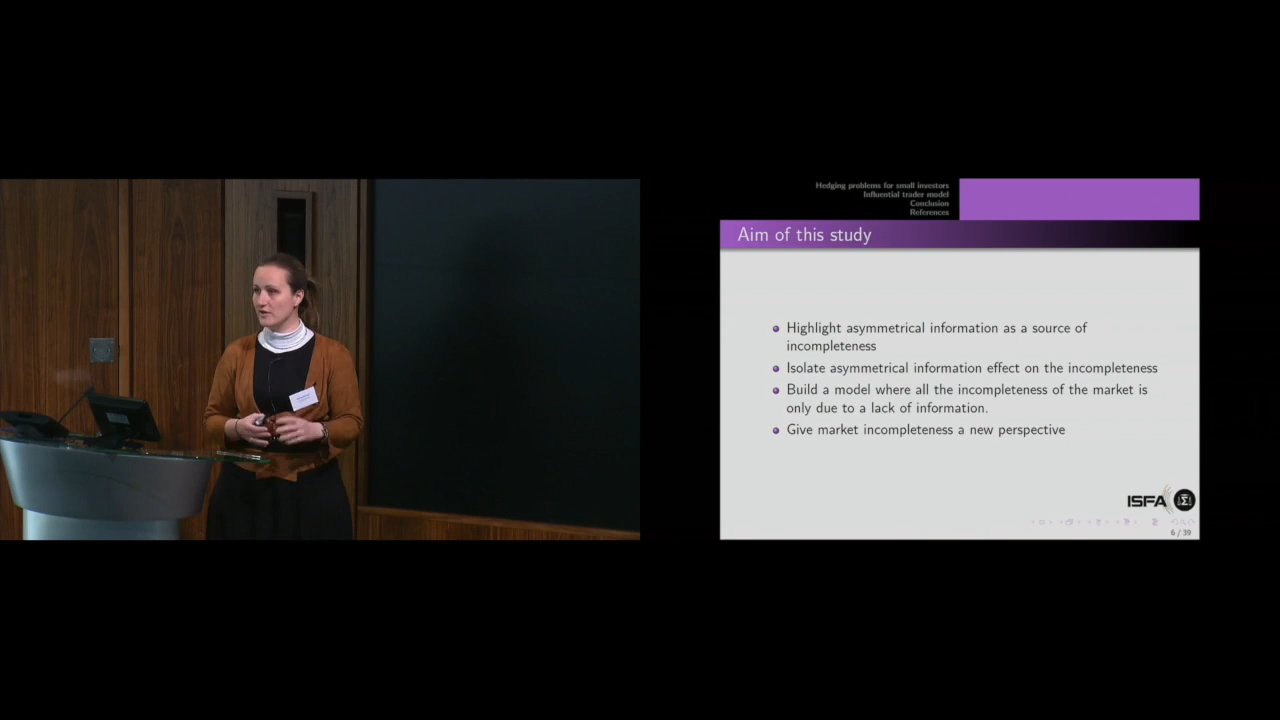 Hedging problems for small investors
Influential trader model
Conclusion
References
Aim of this study
Highlight asymmetrical information as a source of
incompleteness
Isolate asymmetrical information effect on the incompleteness
Build a model where all the incompleteness of the market is
only due to a lack of information.
Give market incompleteness a new perspective
ISFA
6 / 39